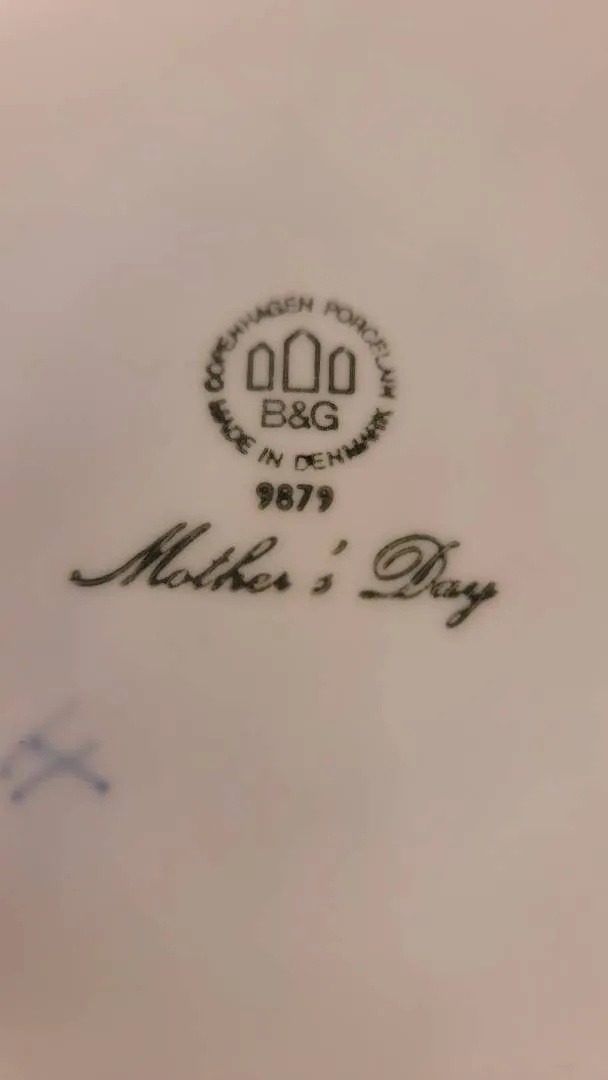 COPENHAGEN PORCELAIN
B&G
MADE IN DENMARK
9879
Mother's Day